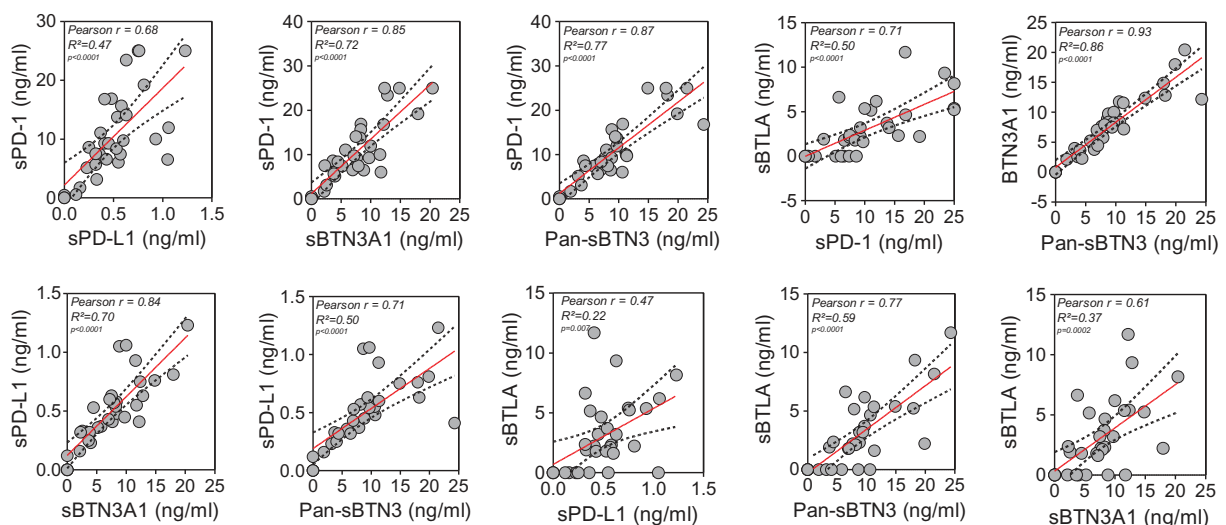 Pearson r = 0.68
R²=0.47
p<0.0001
30
20
10
0
0.0
0.5
1.0
1.5
sPD-1 (ng/ml)
sPD-L1 (ng/ml)
Pearson r = 0.85
R²=0.72
p<0.0001
40
30
20
10
0
0
5
10
15
20
25
sPD-1 (ng/ml)
sBTN3A1 (ng/ml)
Pearson r = 0.87
R²=0.77
p<0.0001
40
30
20
10
0
0
5
10
15
20
25
sPD-1 (ng/ml)
Pan-sBTN3 (ng/ml)
Pearson r = 0.71
R²=0.50
p<0.0001
15
10
5
0
-5
0
5
10
15
20
25
sBTLA (ng/ml)
sPD-1 (ng/ml)
Pearson r = 0.93
R²=0.86
p<0.0001
25
20
15
10
5
0
-5
0
5
10
15
20
25
BTN3A1 (ng/ml)
Pan-sBTN3 (ng/ml)
Pearson r = 0.84
R²=0.70
p<0.0001
1.5
1.0
0.5
0.0
0
5
10
15
20
25
sPD-L1 (ng/ml)
sBTN3A1 (ng/ml)
Pearson r = 0.71
R²=0.50
p<0.0001
1.5
1.0
0.5
0.0
0
5
10
15
20
25
sPD-L1 (ng/ml)
Pan-sBTN3 (ng/ml)
Pearson r = 0.47
R²=0.22
p=0.007
15
10
5
0
0.0
0.5
1.0
1.5
sBTLA (ng/ml)
sPD-L1 (ng/ml)
Pearson r = 0.77
R²=0.59
p<0.0001
15
10
5
0
0
5
10
15
20
25
sBTLA (ng/ml)
Pan-sBTN3 (ng/ml)
Pearson r = 0.61
R²=0.37
p=0.0002
15
10
5
0
0
5
10
15
20
25
sBTLA (ng/ml)
sBTN3A1 (ng/ml)